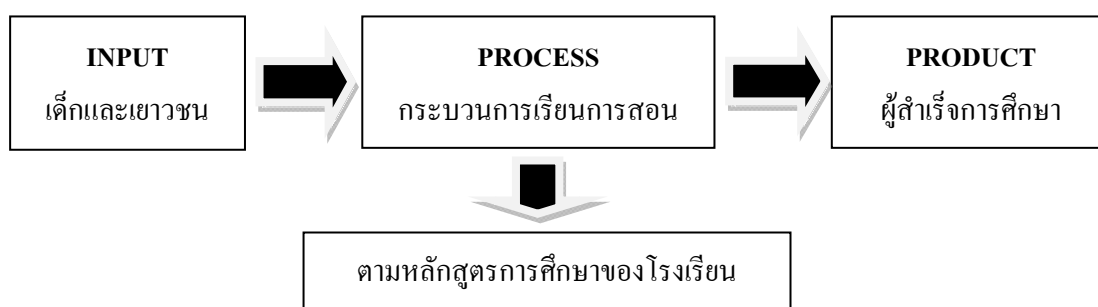 INPUT
เด็กและเยาวชน
PROCESS
กระบวนการเรียนการสอน
PRODUCT
ผู้สำเร็จการศึกษา
ตามหลักสูตรการศึกษาของโรงเรียน